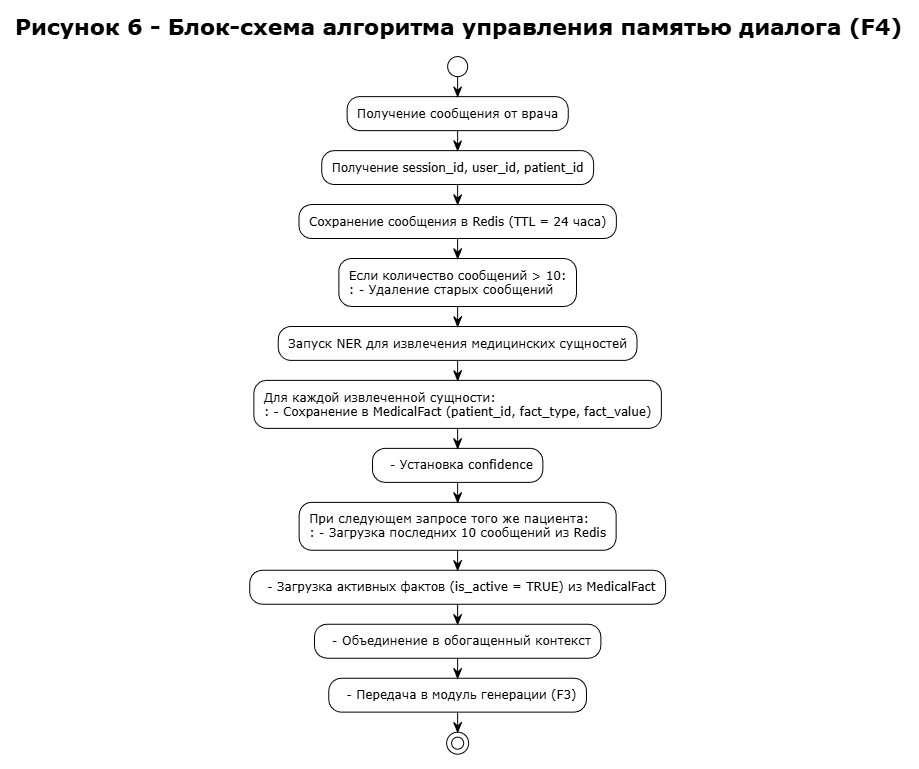 Рисунок 6 - Блок-схема алгоритма управления памятью диалога (F4)
Получение сообщения от врача
Получение session_id, user_id, patient_id
Сохранение сообщения в Redis (TTL = 24 часа)
Если количество сообщений > 10:
: - Удаление старых сообщений
Запуск NER для извлечения медицинских сущностей
Для каждой извлеченной сущности:
: - Сохранение в MedicalFact (patient_id, fact_type, fact_value)
- Установка confidence
При следующем запросе того же пациента:
: - Загрузка последних 10 сообщений из Redis
- Загрузка активных фактов (is_active = TRUE) из MedicalFact
- Объединение в обогащенный контекст
- Передача в модуль генерации (F3)